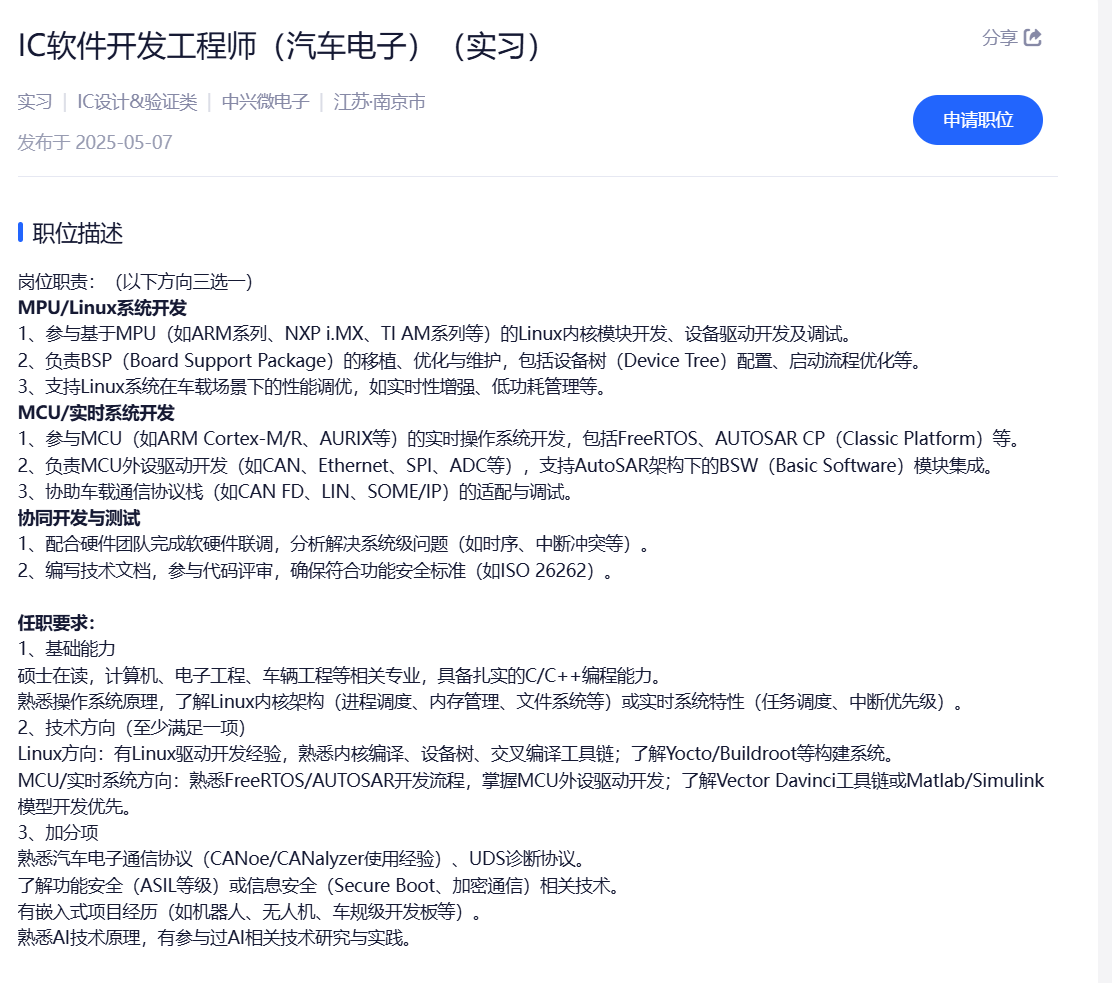 IC软件开发工程师（汽车电子）（实习）
分享
实习 | IC设计&验证类 | 中兴微电子 | 江苏·南京市
申请职位
发布于 2025-05-07
职位描述
岗位职责：（以下方向三选一）
MPU/Linux系统开发
1、参与基于MPU（如ARM系列、NXP i.MX、TI AM系列等）的Linux内核模块开发、设备驱动开发及调试。
2、负责BSP（Board Support Package）的移植、优化与维护，包括设备树（Device Tree）配置、启动流程优化等。
3、支持Linux系统在车载场景下的性能调优，如实时性增强、低功耗管理等。
MCU/实时系统开发
1、参与MCU（如ARM Cortex-M/R、AURIX等）的实时操作系统开发，包括FreeRTOS、AUTOSAR CP（Classic Platform）等。
2、负责MCU外设驱动开发（如CAN、Ethernet、SPI、ADC等），支持AutoSAR架构下的BSW（Basic Software）模块集成。
3、协助车载通信协议栈（如CAN FD、LIN、SOME/IP）的适配与调试。
协同开发与测试
1、配合硬件团队完成软硬件联调，分析解决系统级问题（如时序、中断冲突等）。
2、编写技术文档，参与代码评审，确保符合功能安全标准（如ISO 26262）。
任职要求：
1、基础能力
硕士在读，计算机、电子工程、车辆工程等相关专业，具备扎实的C/C++编程能力。
熟悉操作系统原理，了解Linux内核架构（进程调度、内存管理、文件系统等）或实时系统特性（任务调度、中断优先级）。
2、技术方向（至少满足一项）
Linux方向：有Linux驱动开发经验，熟悉内核编译、设备树、交叉编译工具链；了解Yocto/Buildroot等构建系统。
MCU/实时系统方向：熟悉FreeRTOS/AUTOSAR开发流程，掌握MCU外设驱动开发；了解Vector Davinci工具链或Matlab/Simulink
模型开发优先。
3、加分项
熟悉汽车电子通信协议（CANoe/CANalyzer使用经验）、UDS诊断协议。
了解功能安全（ASIL等级）或信息安全（Secure Boot、加密通信）相关技术。
有嵌入式项目经历（如机器人、无人机、车规级开发板等）。
熟悉AI技术原理，有参与过AI相关技术研究与实践。